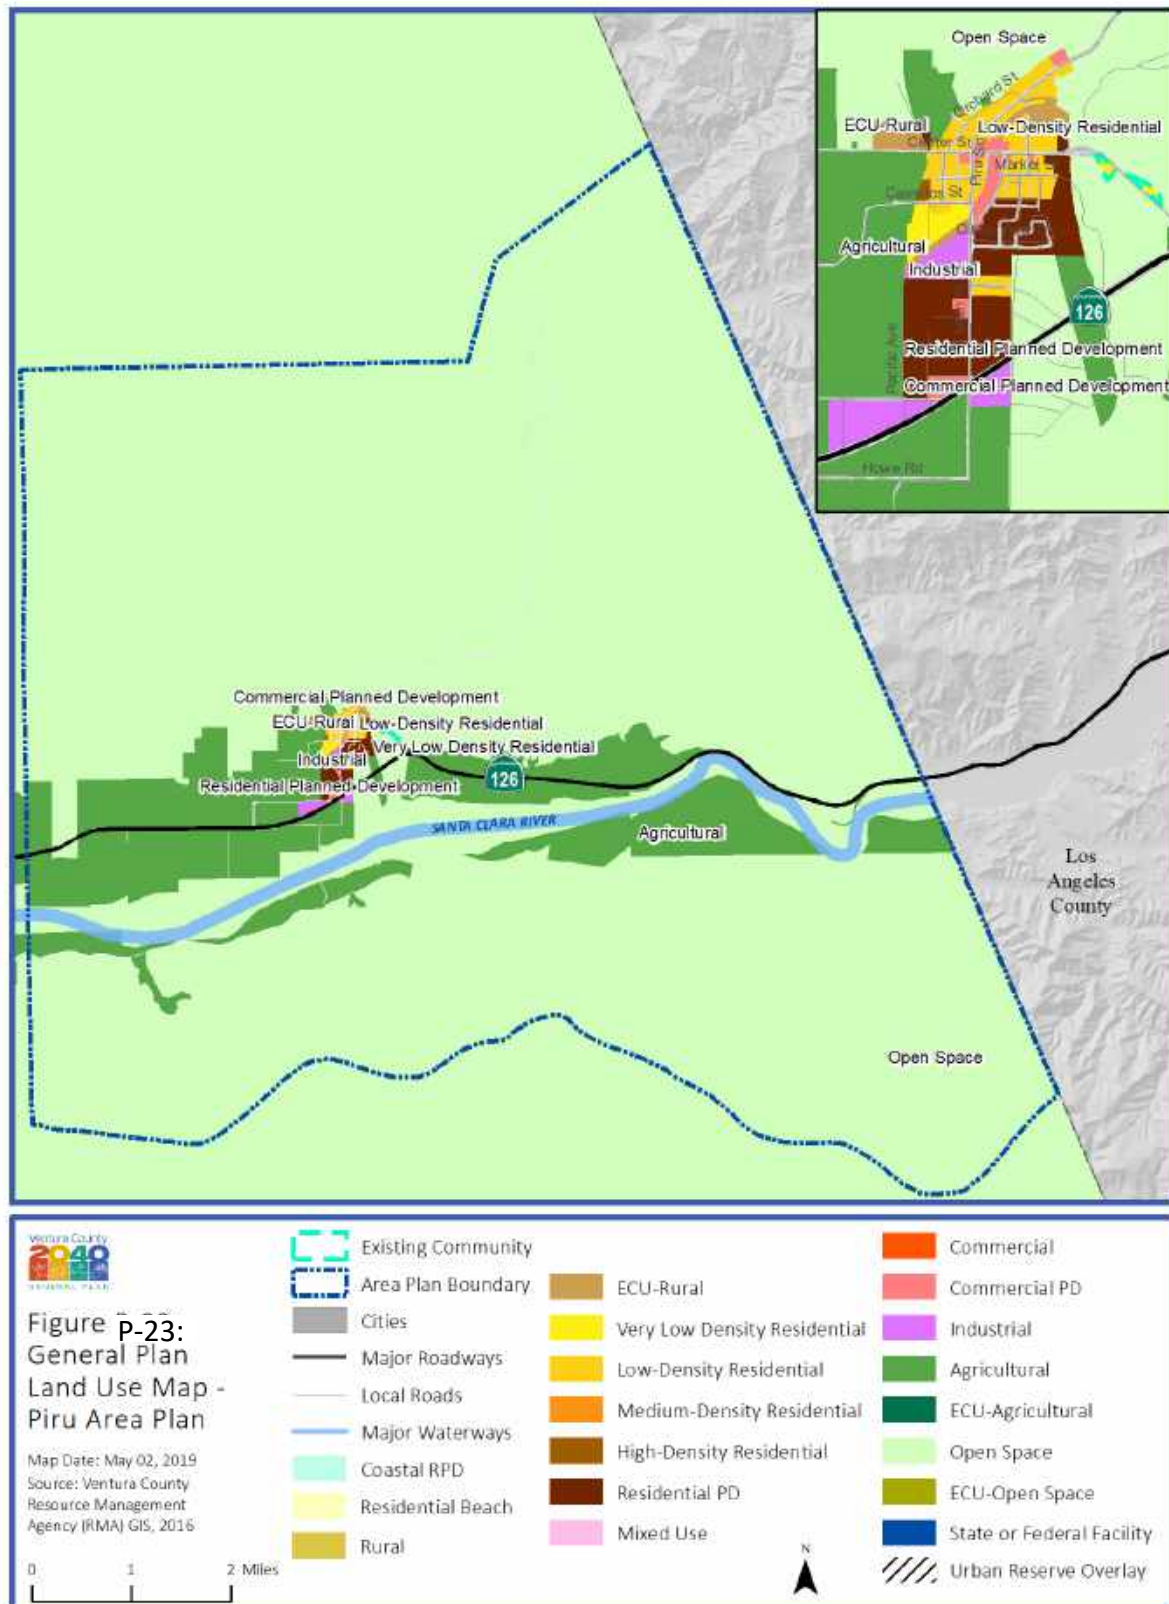 Open Space
Orchard St
ECU-Rural
Low-Density Residential
Center St
Piru St
Market S
Camulos St
Agricultural
Industrial
126
Pacific Ave
Residential Planned Development
Commercial Planned Development
Howe Rd
Commercial Planned Development
ECU-Rural
Low-Density Residential
Very Low Density Residential
Industrial
Residential Planned Development
126
SANTA CLARA RIVER
Agricultural
Los
Angeles
County
Open Space
Ventura County
2040
GENERAL PLAN
Figure P-23:
General Plan
Land Use Map -
Piru Area Plan
Map Date: May 02, 2019
Source: Ventura County
Resource Management
Agency (RMA) GIS, 2016
0 1 2 Miles
Existing Community
Area Plan Boundary
Cities
Major Roadways
Local Roads
Major Waterways
Coastal RPD
Residential Beach
Rural
ECU-Rural
Very Low Density Residential
Low-Density Residential
Medium-Density Residential
High-Density Residential
Residential PD
Mixed Use
Commercial
Commercial PD
Industrial
Agricultural
ECU-Agricultural
Open Space
ECU-Open Space
State or Federal Facility
Urban Reserve Overlay
N